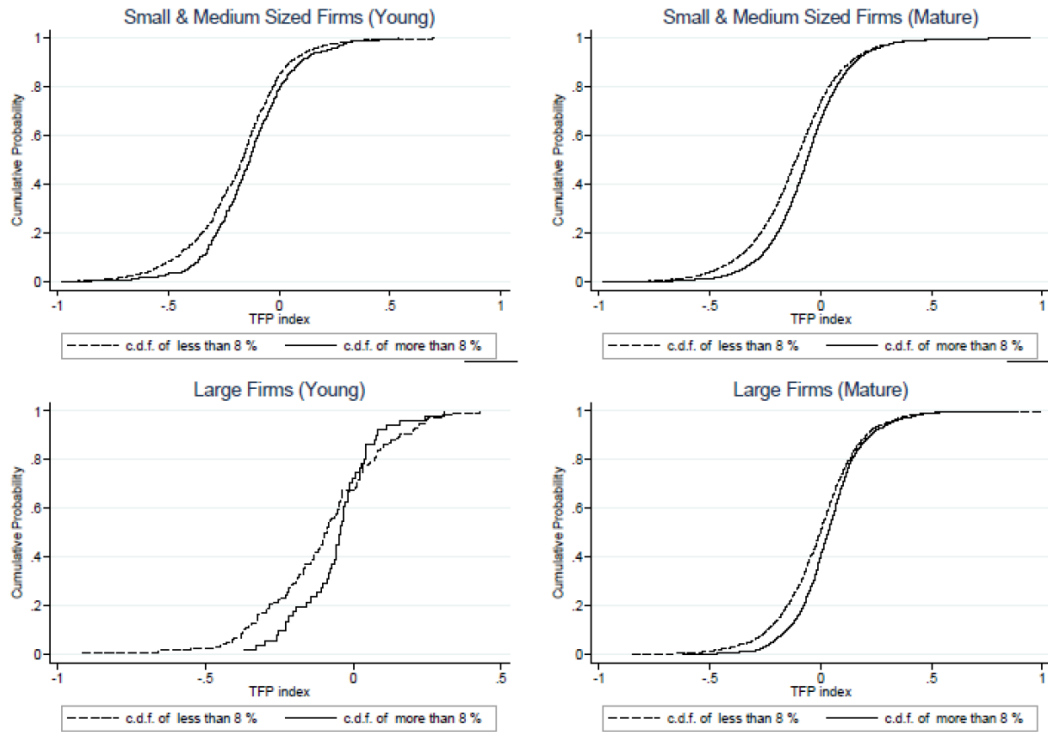 Small & Medium Sized Firms (Young)
Cumulative Probability
1
.8
.6
.4
.2
0
-1
-.5
0
.5
1
TFP index
c.d.f. of less than 8 %
c.d.f. of more than 8 %
Small & Medium Sized Firms (Mature)
Cumulative Probability
1
.8
.6
.4
.2
0
-1
-.5
0
.5
1
TFP index
c.d.f. of less than 8 %
c.d.f. of more than 8 %
Large Firms (Young)
Cumulative Probability
1
.8
.6
.4
.2
0
-1
-.5
0
.5
TFP index
c.d.f. of less than 8 %
c.d.f. of more than 8 %
Large Firms (Mature)
Cumulative Probability
1
.8
.6
.4
.2
0
-1
-.5
0
.5
1
TFP index
c.d.f. of less than 8 %
c.d.f. of more than 8 %